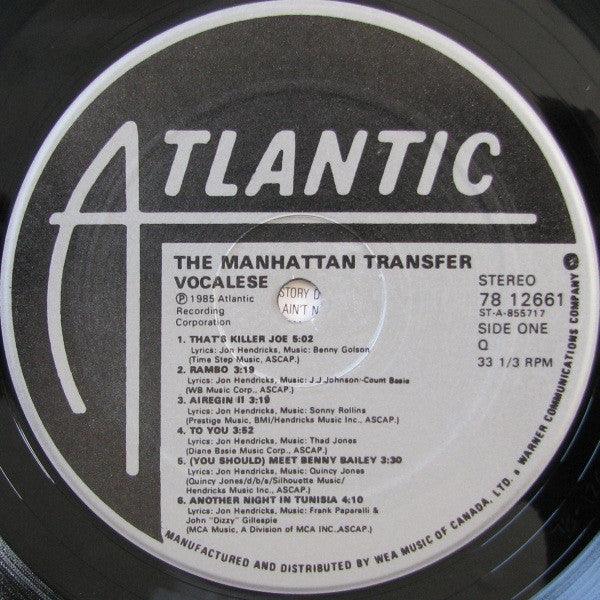 ATLANTIC
THE MANHATTAN TRANSFER
VOCALESE
℗ 1985 Atlantic
Recording
Corporation
STORY O
AIN'T N
STEREO
78 12661
ST-A-855717
SIDE ONE
Q
33 1/3 RPM
1. THAT'S KILLER JOE 5:02
Lyrics: Jon Hendricks, Music: Benny Golson
(Time Step Music, ASCAP.)
2. RAMBO 3:19
Lyrics: Jon Hendricks, Music: J.J Johnson-Count Basie
(WB Music Corp., ASCAP.)
3. AIREGIN II 3:19
Lyrics: Jon Hendricks, Music: Sonny Rollins
(Prestige Music, BMI/Hendricks Music Inc., ASCAP.)
4. TO YOU 3:52
Lyrics: Jon Hendricks, Music: Thad Jones
(Diane Basie Music Corp., ASCAP.)
5. (YOU SHOULD) MEET BENNY BAILEY 3:30
Lyrics: Jon Hendricks, Music: Quincy Jones
(Quincy Jones/d/b/s/Silhouette Music/
Hendricks Music Inc., ASCAP.)
6. ANOTHER NIGHT IN TUNISIA 4:10
Lyrics: Jon Hendricks, Music: Frank Paparelli &
John "Dizzy" Gillespie
(MCA Music, A Division of MCA INC.,ASCAP.)
MANUFACTURED AND DISTRIBUTED BY WEA MUSIC OF CANADA, LTD. a WARNER COMMUNICATIONS COMPANY